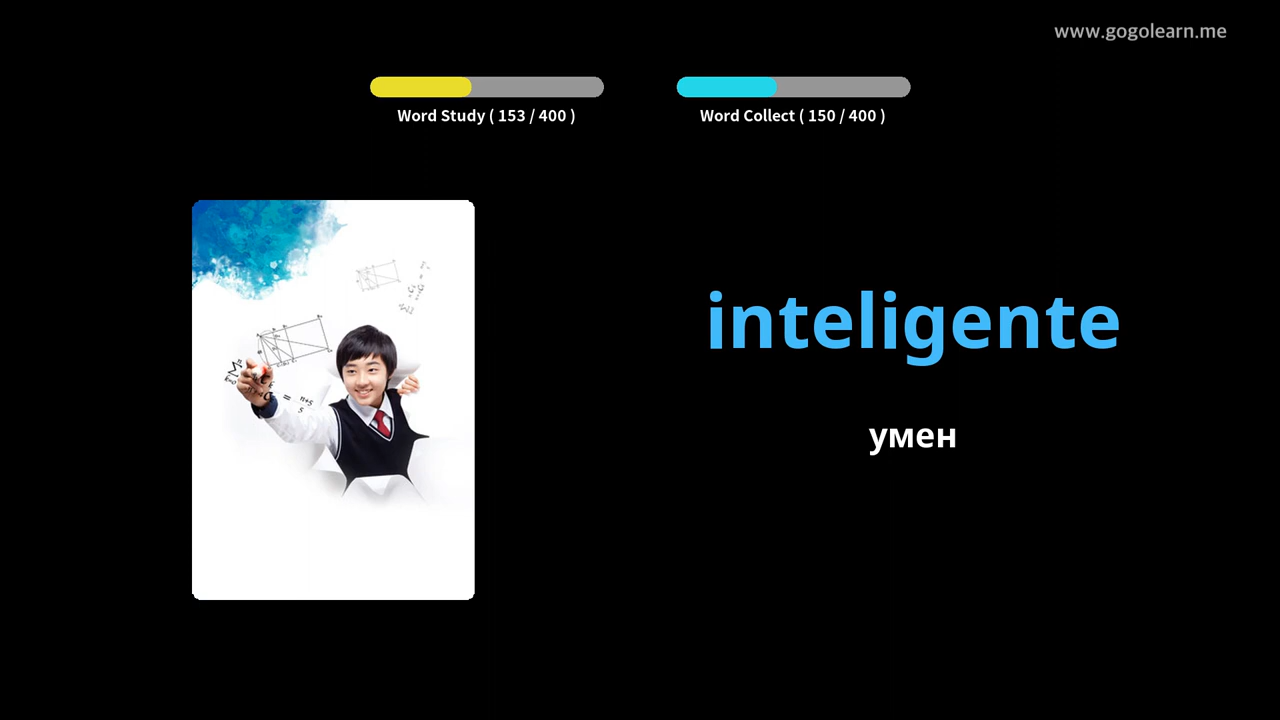 www.gogolearn.me
Word Study ( 153 / 400 )
Word Collect ( 150 / 400 )
inteligente
умен